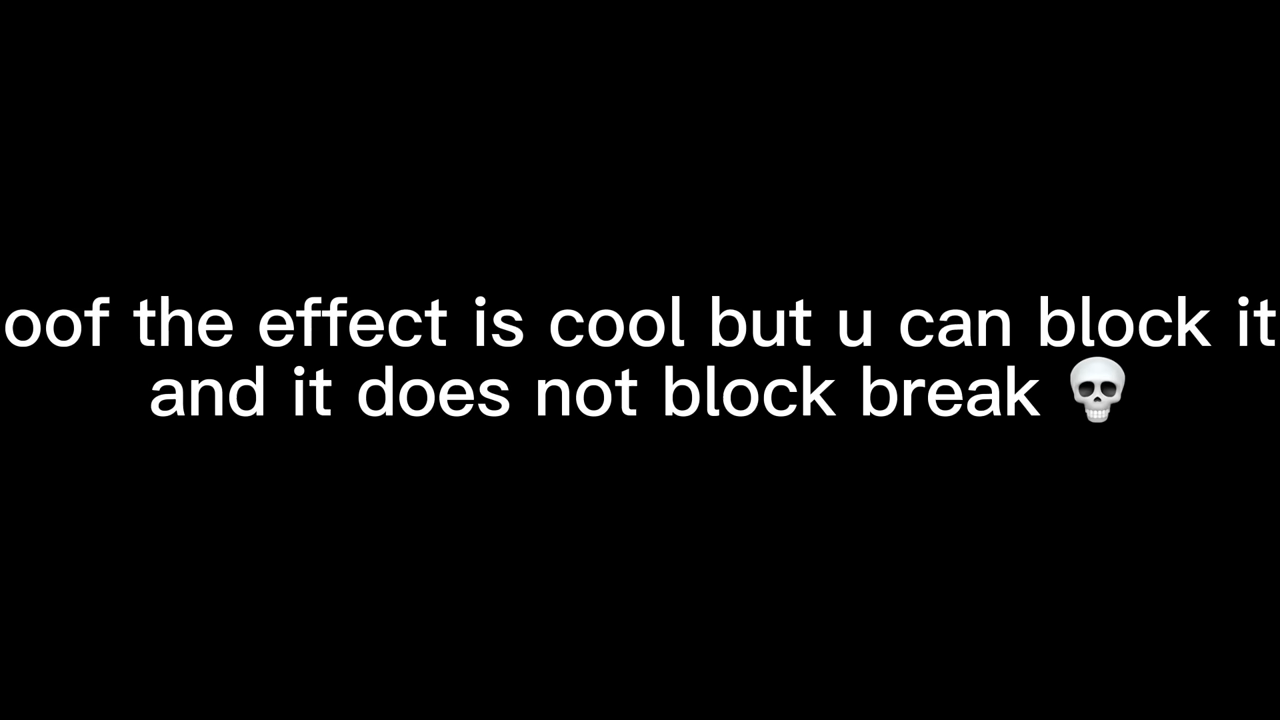 oof the effect is cool but u can block it
and it does not block break 💀